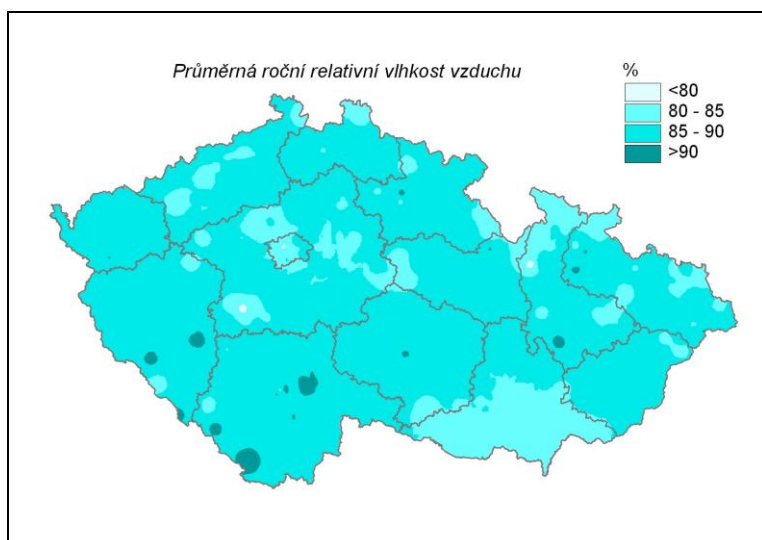 Průměrná roční relativní vlhkost vzduchu
%
<80
80 - 85
85 - 90
>90